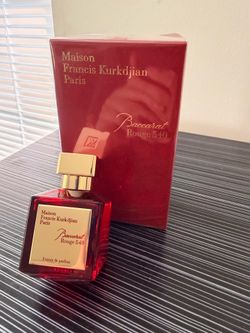 Maison
Francis Kurkdjian
Paris
Baccarat
Rouge 540
Maison
Francis Kurkdjian
Paris
Baccarat
Rouge 540
Extrait de parfum